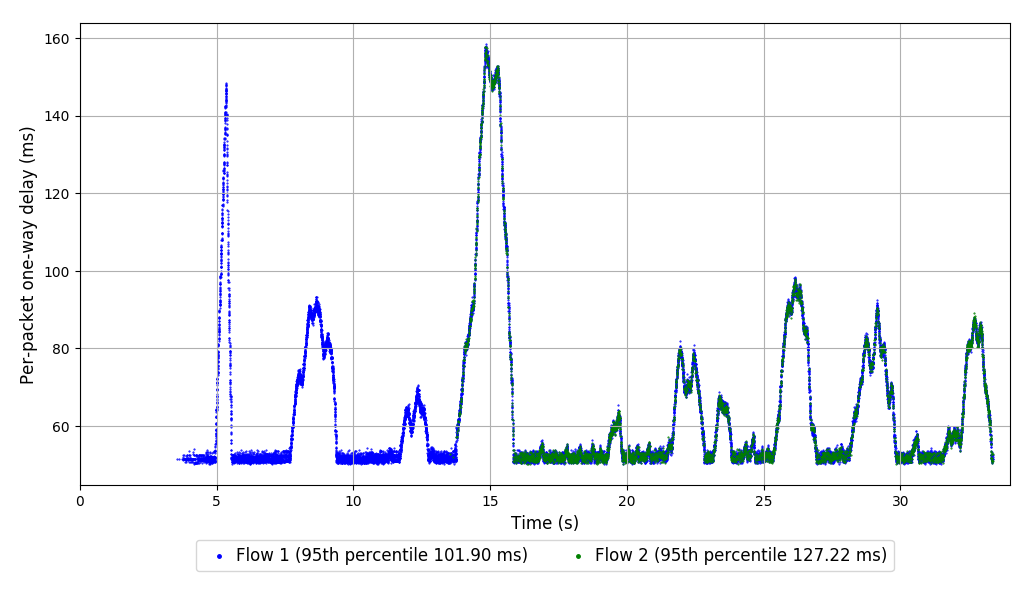 160
140
120
100
80
60
Per-packet one-way delay (ms)
0 5 10 15 20 25 30
Time (s)
Flow 1 (95th percentile 101.90 ms) Flow 2 (95th percentile 127.22 ms)